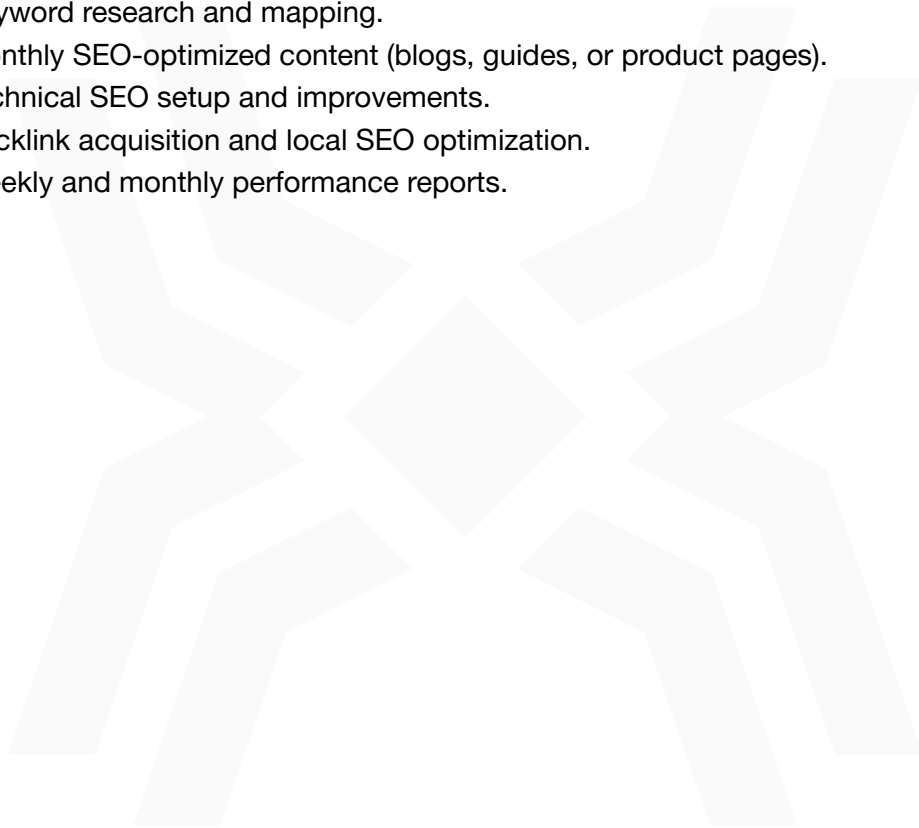 yword research and mapping.
onthly SEO-optimized content (blogs, guides, or product pages).
chnical SEO setup and improvements.
cklink acquisition and local SEO optimization.
ekly and monthly performance reports.